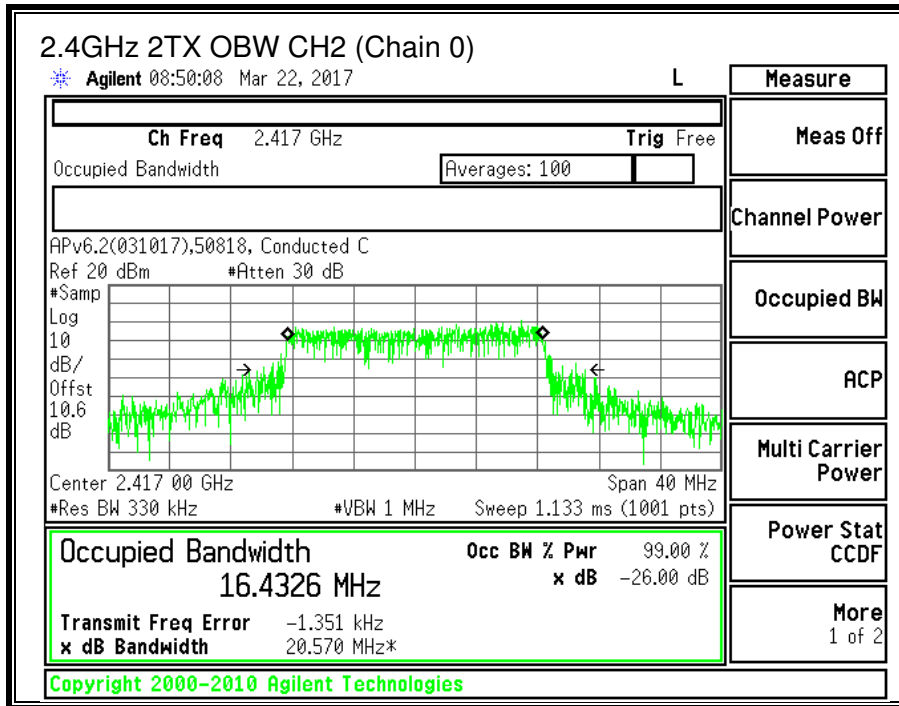 2.4GHz 2TX OBW CH2 (Chain 0)
Agilent 08:50:08 Mar 22, 2017 L
Measure
Ch Freq 2.417 GHz Trig Free
Meas Off
Occupied Bandwidth Averages: 100
Channel Power
APv6.2(031017),50818, Conducted C
Ref 20 dBm #Atten 30 dB
#Samp
Log
10
dB/
Offst
10.6
dB
Occupied BW
ACP
Center 2.417 00 GHz Span 40 MHz
#Res BW 330 kHz #VBW 1 MHz Sweep 1.133 ms (1001 pts)
Multi Carrier
Power
Occupied Bandwidth Occ BW % Pwr 99.00 %
16.4326 MHz x dB -26.00 dB
Transmit Freq Error -1.351 kHz
x dB Bandwidth 20.570 MHz*
Power Stat
CCDF
More
1 of 2
Copyright 2000-2010 Agilent Technologies